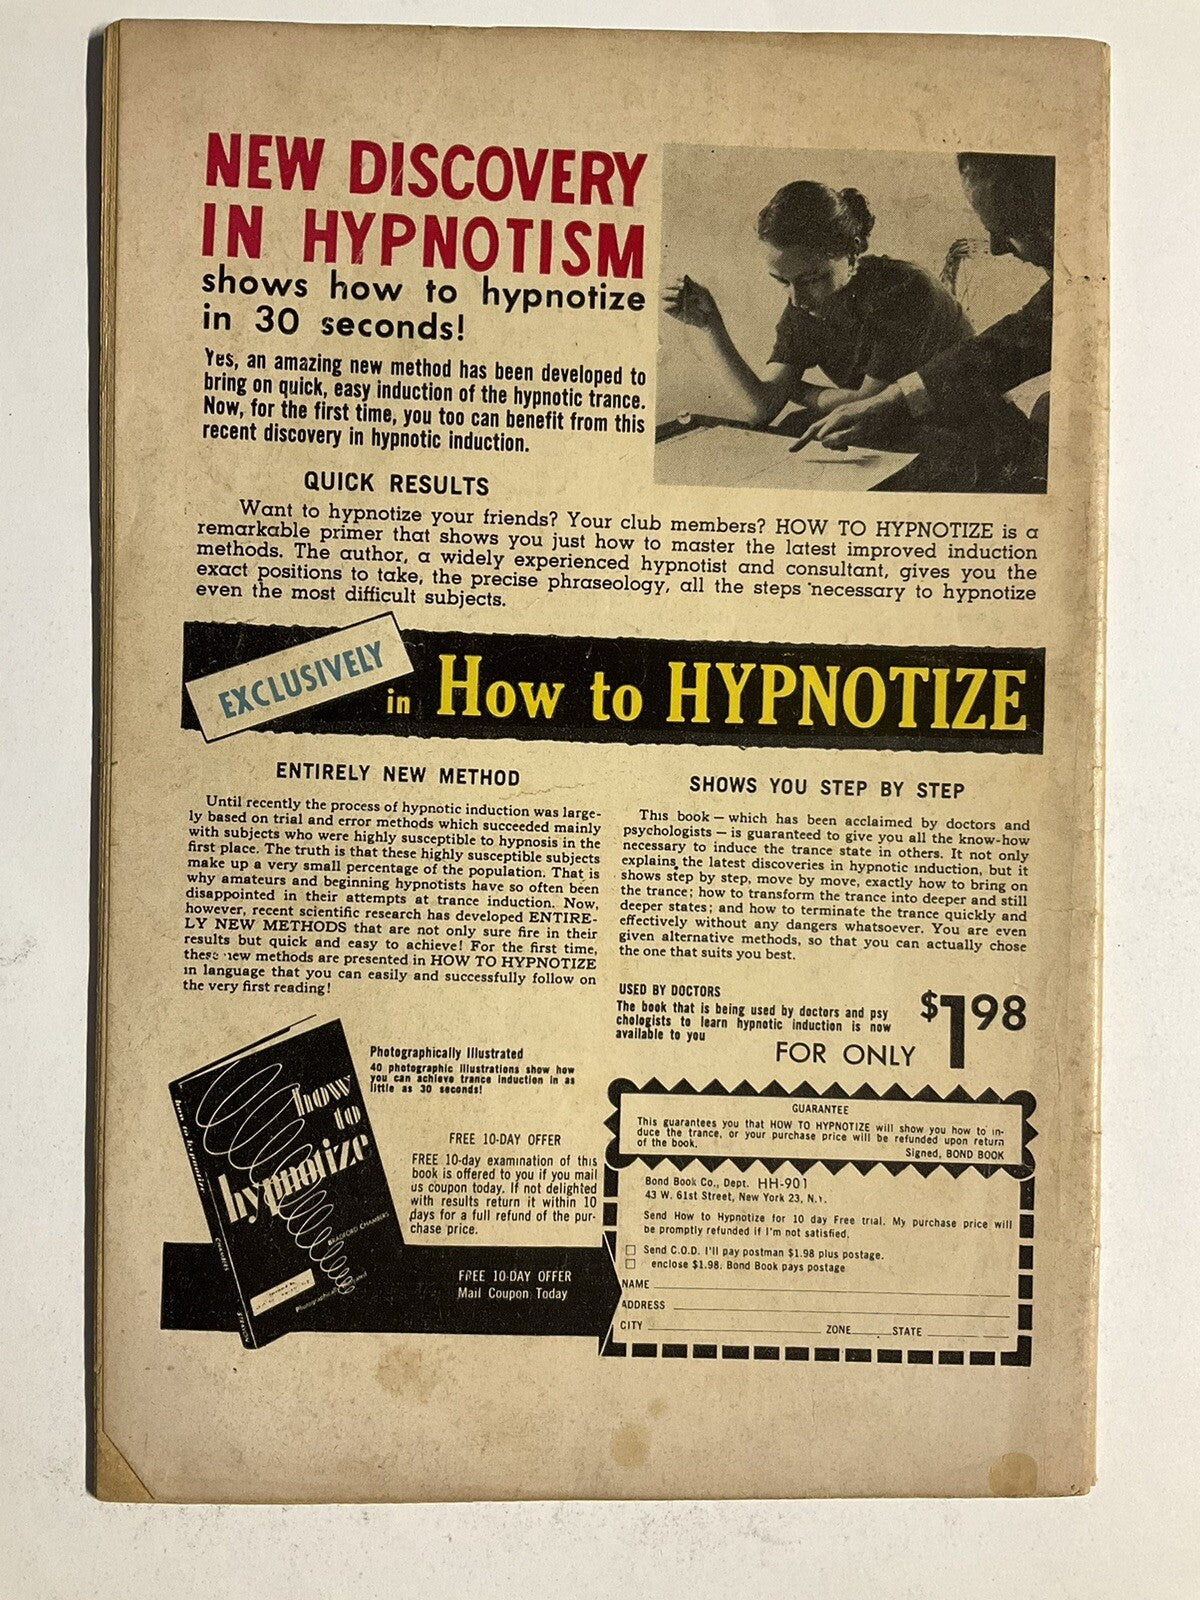 NEW DISCOVERY
IN HYPNOTISM
shows how to hypnotize
in 30 seconds!
Yes, an amazing new method has been developed to
bring on quick, easy induction of the hypnotic trance.
Now, for the first time, you too can benefit from this
recent discovery in hypnotic induction.
QUICK RESULTS
Want to hypnotize your friends? Your club members? HOW TO HYPNOTIZE is a
remarkable primer that shows you just how to master the latest improved induction
methods. The author, a widely experienced hypnotist and consultant, gives you the
exact positions to take, the precise phraseology, all the steps necessary to hypnotize
even the most difficult subjects.
EXCLUSIVELY
in How to HYPNOTIZE
ENTIRELY NEW METHOD
Until recently the process of hypnotic induction was large-
ly based on trial and error methods which succeeded mainly
with subjects who were highly susceptible to hypnosis in the
first place. The truth is that these highly susceptible subjects
make up a very small percentage of the population. That is
why amateurs and beginning hypnotists have so often been
disappointed in their attempts at trance induction. Now,
however, recent scientific research has developed ENTIRE-
LY NEW METHODS that are not only sure fire in their
results but quick and easy to achieve! For the first time,
these new methods are presented in HOW TO HYPNOTIZE
in language that you can easily and successfully follow on
the very first reading!
SHOWS YOU STEP BY STEP
This book — which has been acclaimed by doctors and
psychologists — is guaranteed to give you all the know-how
necessary to induce the trance state in others. It not only
explains the latest discoveries in hypnotic induction, but it
shows step by step, move by move, exactly how to bring on
the trance; how to transform the trance into deeper and still
deeper states; and how to terminate the trance quickly and
effectively without any dangers whatsoever. You are even
given alternative methods, so that you can actually chose
the one that suits you best.
USED BY DOCTORS
The book that is being used by doctors and psy
chologists to learn hypnotic induction is now
available to you
FOR ONLY $1.98
how to hypnotize
CHAMBERS
STRAVON
how
to
hypnotize
BRADFORD CHAMBERS
Photographically Illustrated
40 photographic illustrations show how
you can achieve trance induction in as
little as 30 seconds!
FREE 10-DAY OFFER
FREE 10-day examination of this
book is offered to you if you mail
us coupon today. If not delighted
with results return it within 10
days for a full refund of the pur-
chase price.
FREE 10-DAY OFFER
Mail Coupon Today
GUARANTEE
This guarantees you that HOW TO HYPNOTIZE will show you how to in-
duce the trance, or your purchase price will be refunded upon return
of the book.
Signed, BOND BOOK
Bond Book Co., Dept. HH-901
43 W. 61st Street, New York 23, N.Y.
Send How to Hypnotize for 10 day Free trial. My purchase price will
be promptly refunded if I'm not satisfied.
Send C.O.D. I'll pay postman $1.98 plus postage.
enclose $1.98. Bond Book pays postage
NAME
ADDRESS
CITY ZONE STATE